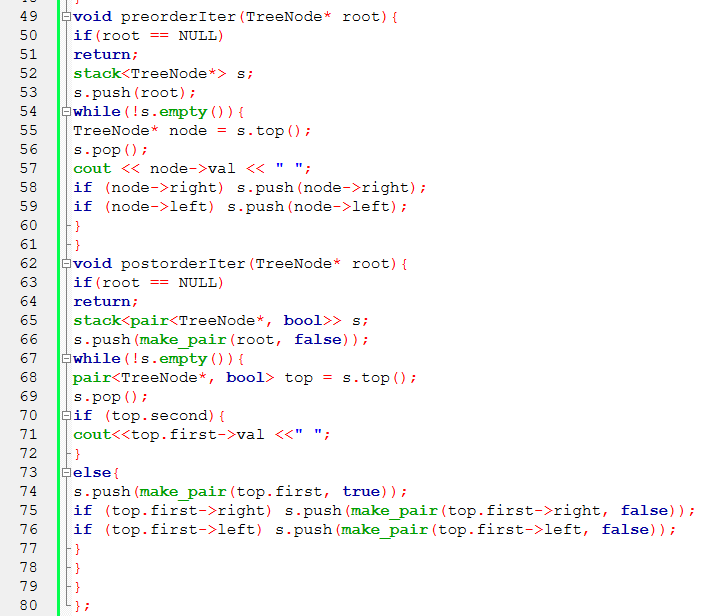 49 void preorderIter(TreeNode* root){
50 if(root == NULL)
51 return;
52 stack<TreeNode*> s;
53 s.push(root);
54 while(!s.empty()){
55 TreeNode* node = s.top();
56 s.pop();
57 cout << node->val << " ";
58 if (node->right) s.push(node->right);
59 if (node->left) s.push(node->left);
60 }
61 }
62 void postorderIter(TreeNode* root){
63 if(root == NULL)
64 return;
65 stack<pair<TreeNode*, bool>> s;
66 s.push(make_pair(root, false));
67 while(!s.empty()){
68 pair<TreeNode*, bool> top = s.top();
69 s.pop();
70 if (top.second){
71 cout<<top.first->val <<" ";
72 }
73 else{
74 s.push(make_pair(top.first, true));
75 if (top.first->right) s.push(make_pair(top.first->right, false));
76 if (top.first->left) s.push(make_pair(top.first->left, false));
77 }
78 }
79 }
80 };